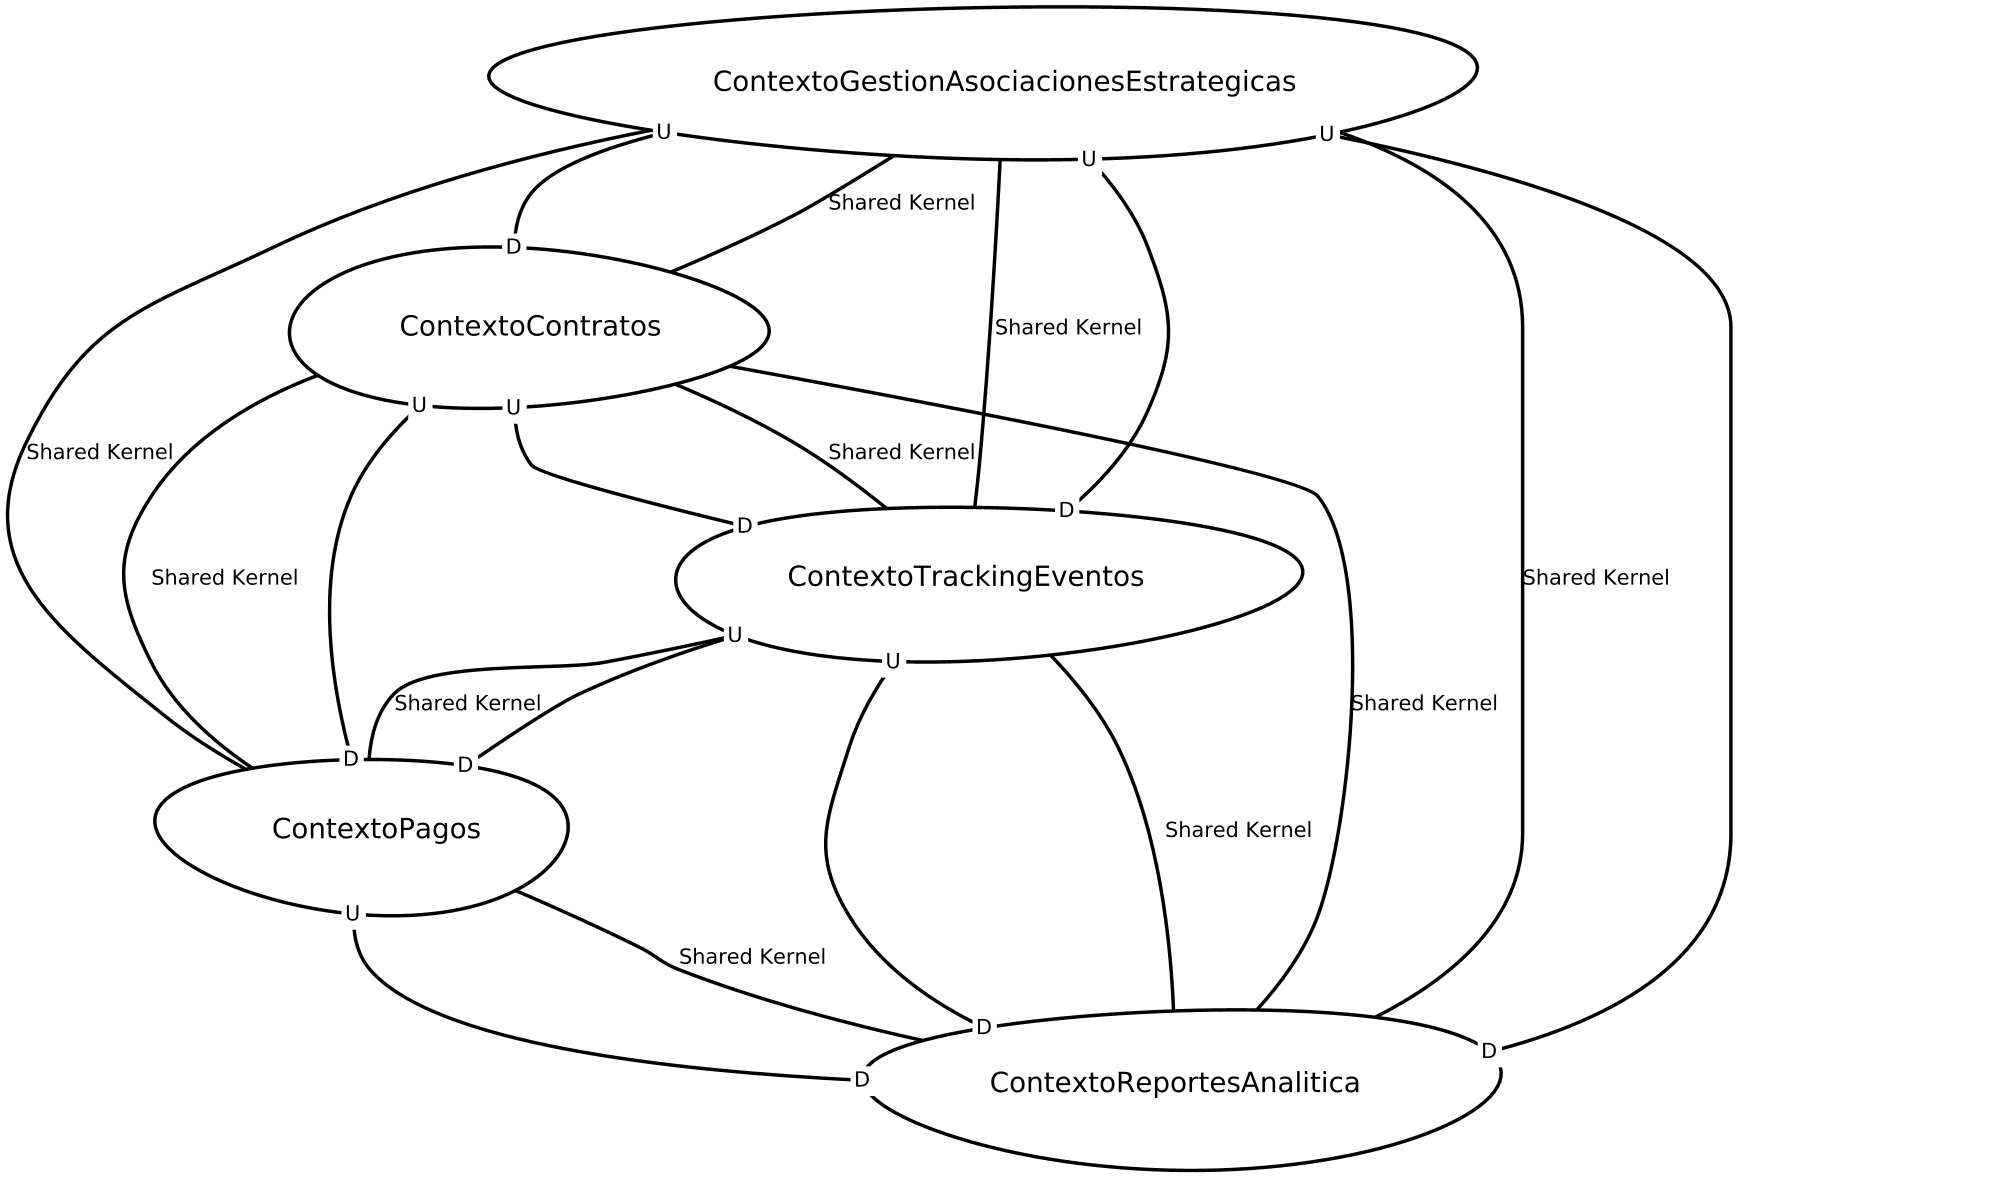 ContextoGestionAsociacionesEstrategicas
U
U
U
Shared Kernel
D
ContextoContratos
Shared Kernel
U
U
Shared Kernel
Shared Kernel
D
D
ContextoTrackingEventos
Shared Kernel
Shared Kernel
U
U
Shared Kernel
Shared Kernel
D
D
ContextoPagos
Shared Kernel
U
Shared Kernel
D
D
D
ContextoReportesAnalitica